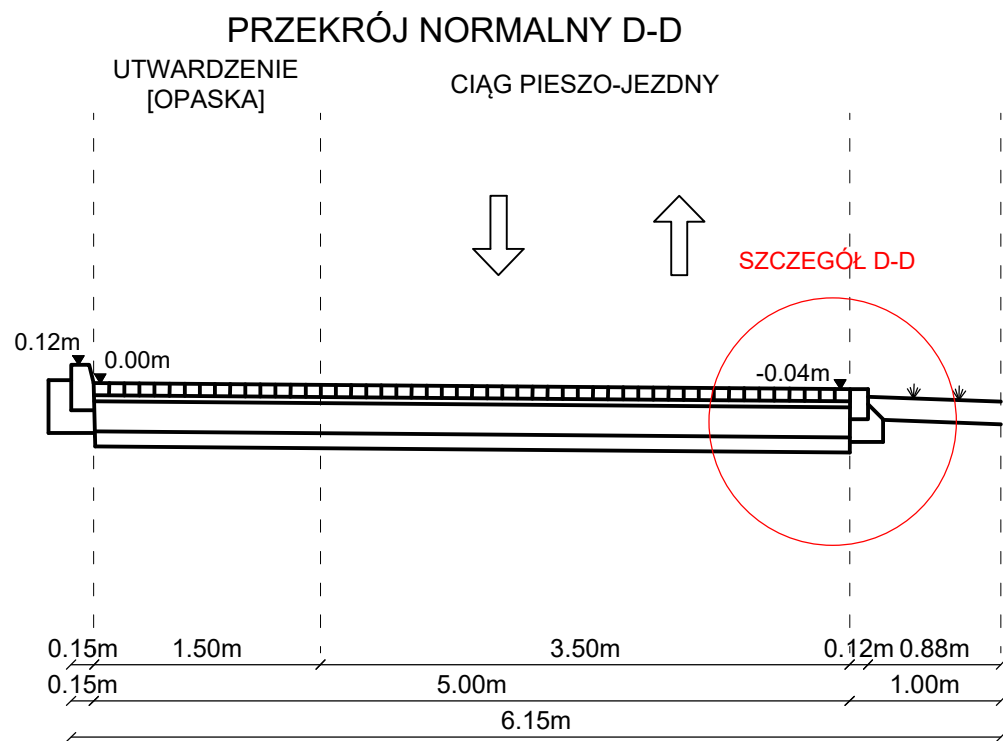 PRZEKRÓJ NORMALNY D-D
UTWARDZENIE
[OPASKA]
CIĄG PIESZO-JEZDNY
SZCZEGÓŁ D-D
0.12m
0.00m
-0.04m
0.15m 1.50m 3.50m 0.12m 0.88m
0.15m 5.00m 1.00m
6.15m